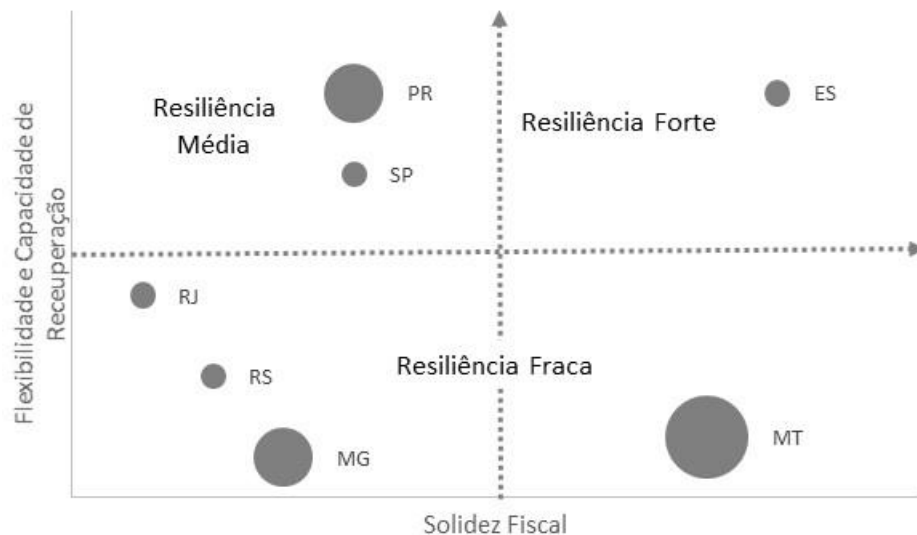 Flexibilidade e Capacidade de
Receuperação
Resiliência
Média
PR
SP
Resiliência Forte
ES
RJ
RS
MG
Resiliência Fraca
MT
Solidez Fiscal